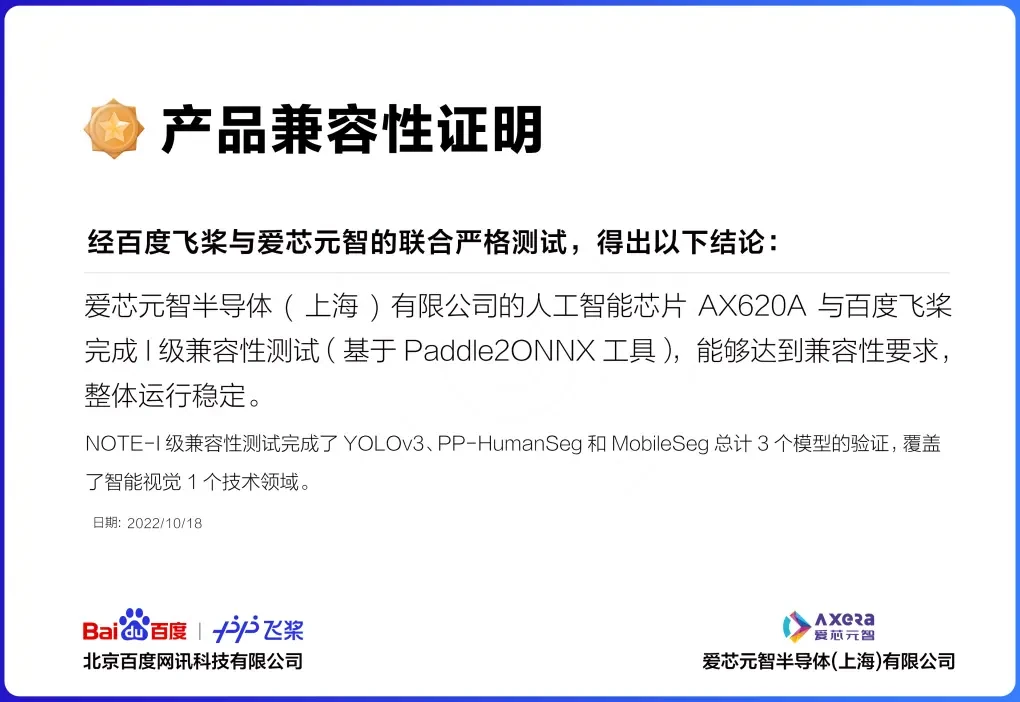 产品兼容性证明
经百度飞桨与爱芯元智的联合严格测试，得出以下结论：
爱芯元智半导体（上海）有限公司的人工智能芯片 AX620A 与百度飞桨
完成 I 级兼容性测试（基于 Paddle2ONNX 工具），能够达到兼容性要求，
整体运行稳定。
NOTE-I 级兼容性测试完成了 YOLOv3、PP-HumanSeg 和 MobileSeg 总计 3 个模型的验证，覆盖
了智能视觉 1 个技术领域。
日期：2022/10/18
Bai du 百度 | 飞桨
北京百度网讯科技有限公司
AXera
爱芯元智
爱芯元智半导体(上海)有限公司